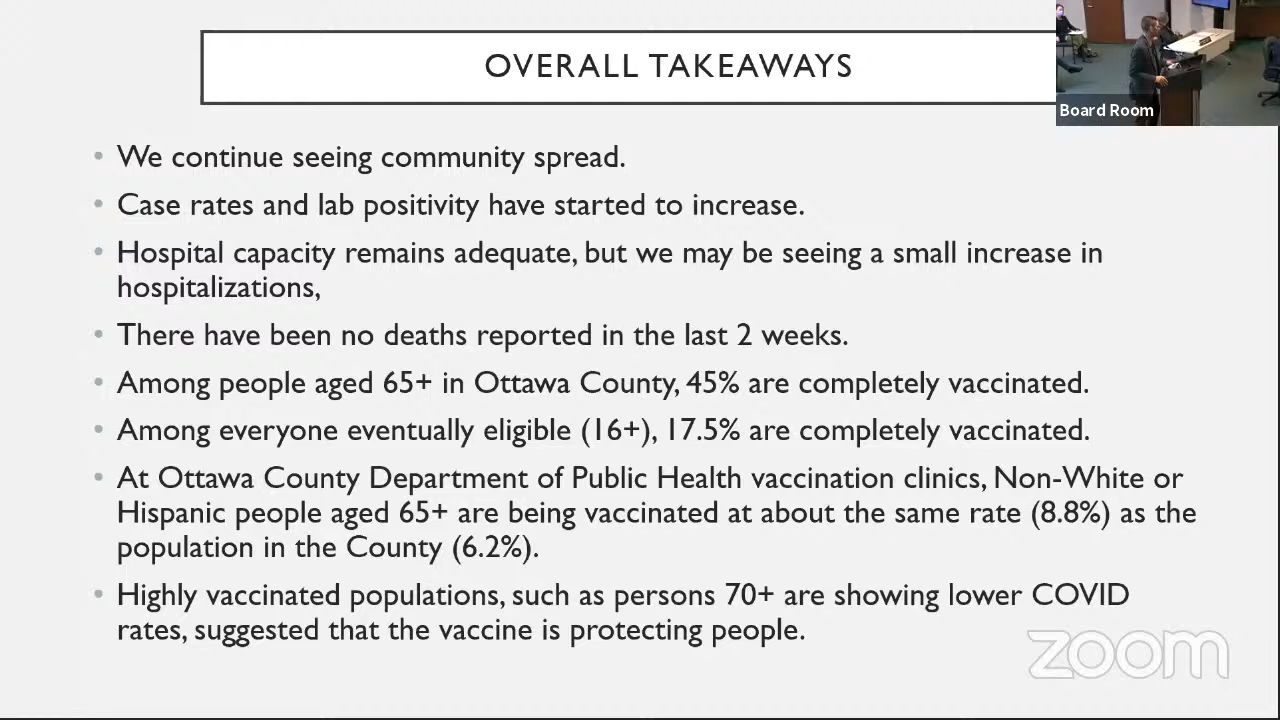 OVERALL TAKEAWAYS
Board Room
• We continue seeing community spread.
• Case rates and lab positivity have started to increase.
• Hospital capacity remains adequate, but we may be seeing a small increase in
hospitalizations,
• There have been no deaths reported in the last 2 weeks.
• Among people aged 65+ in Ottawa County, 45% are completely vaccinated.
• Among everyone eventually eligible (16+), 17.5% are completely vaccinated.
• At Ottawa County Department of Public Health vaccination clinics, Non-White or
Hispanic people aged 65+ are being vaccinated at about the same rate (8.8%) as the
population in the County (6.2%).
• Highly vaccinated populations, such as persons 70+ are showing lower COVID
rates, suggested that the vaccine is protecting people.
zoom